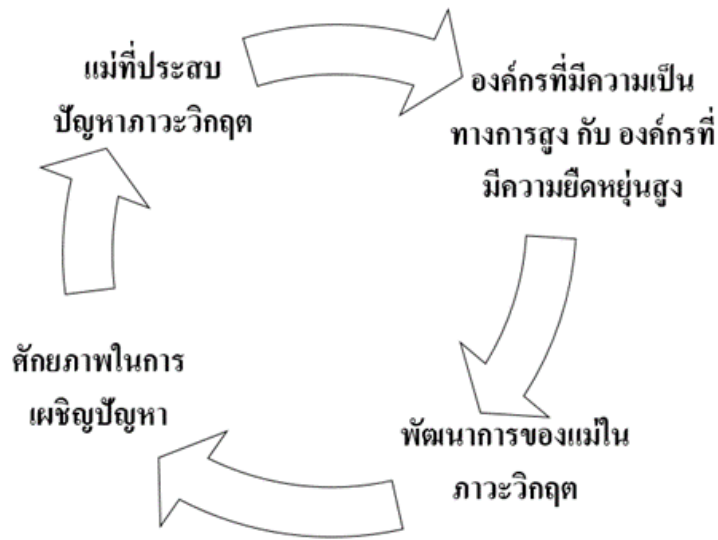 แม่ที่ประสบ
ปัญหาภาวะวิกฤต
องค์กรที่มีความเป็น
ทางการสูง กับ องค์กรที่
มีความยืดหยุ่นสูง
พัฒนาการของแม่ใน
ภาวะวิกฤต
ศักยภาพในการ
เผชิญปัญหา